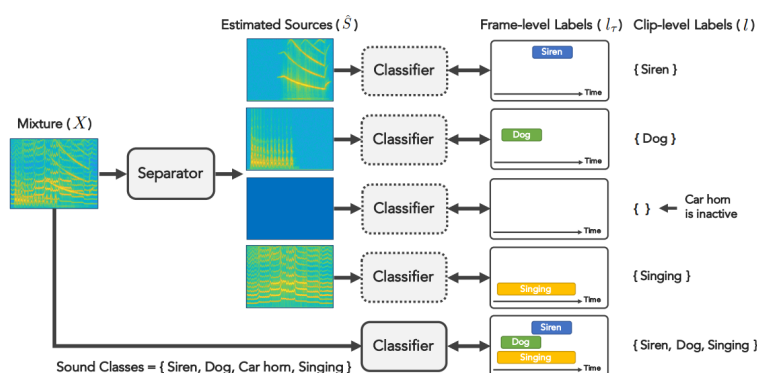 Estimated Sources ( Ŝ )
Frame-level Labels ( l_τ )
Clip-level Labels ( l )
Classifier
Siren
Time
{ Siren }
Mixture ( X )
Separator
Classifier
Dog
Time
{ Dog }
Classifier
Time
{ }
Car horn
is inactive
Classifier
Singing
Time
{ Singing }
Classifier
Siren
Dog
Singing
Time
{ Siren, Dog, Singing }
Sound Classes = { Siren, Dog, Car horn, Singing }